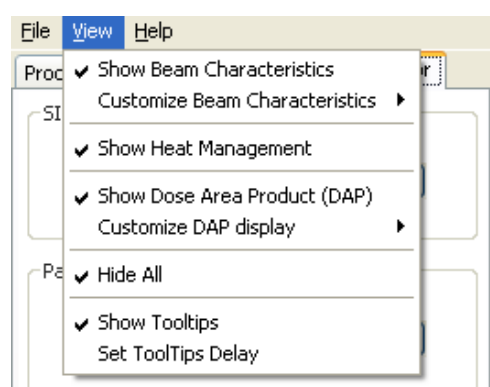 File View Help
Show Beam Characteristics
Customize Beam Characteristics
Show Heat Management
Show Dose Area Product (DAP)
Customize DAP display
Hide All
Show Tooltips
Set ToolTips Delay